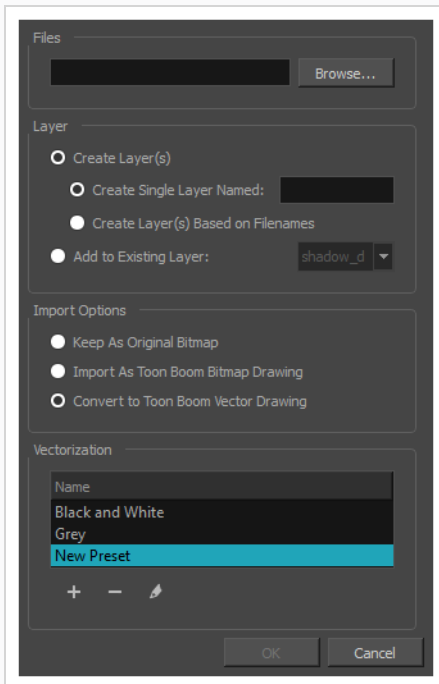 Files
Browse...
Layer
Create Layer(s)
Create Single Layer Named:
Create Layer(s) Based on Filenames
Add to Existing Layer: shadow_d
Import Options
Keep As Original Bitmap
Import As Toon Boom Bitmap Drawing
Convert to Toon Boom Vector Drawing
Vectorization
Name
Black and White
Grey
New Preset
OK Cancel